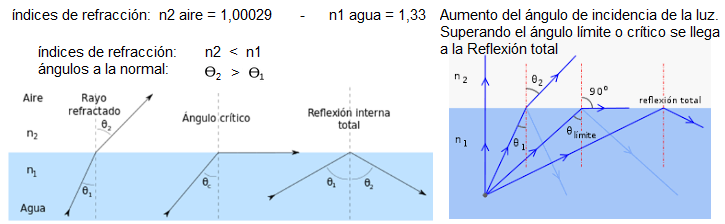 índices de refracción: n2 aire = 1,00029 - n1 agua = 1,33
índices de refracción: n2 < n1
ángulos a la normal: Θ2 > Θ1
Aire
Rayo
refractado
θ2
n2
n1
θ1
Agua
Ángulo crítico
θc
Reflexión Interna
total
θ1 θ2
Aumento del ángulo de incidencia de la luz.
Superando el ángulo límite o crítico se llega
a la Reflexión total
n2
θ2
90°
reflexión total
n1
θ1
θlímite